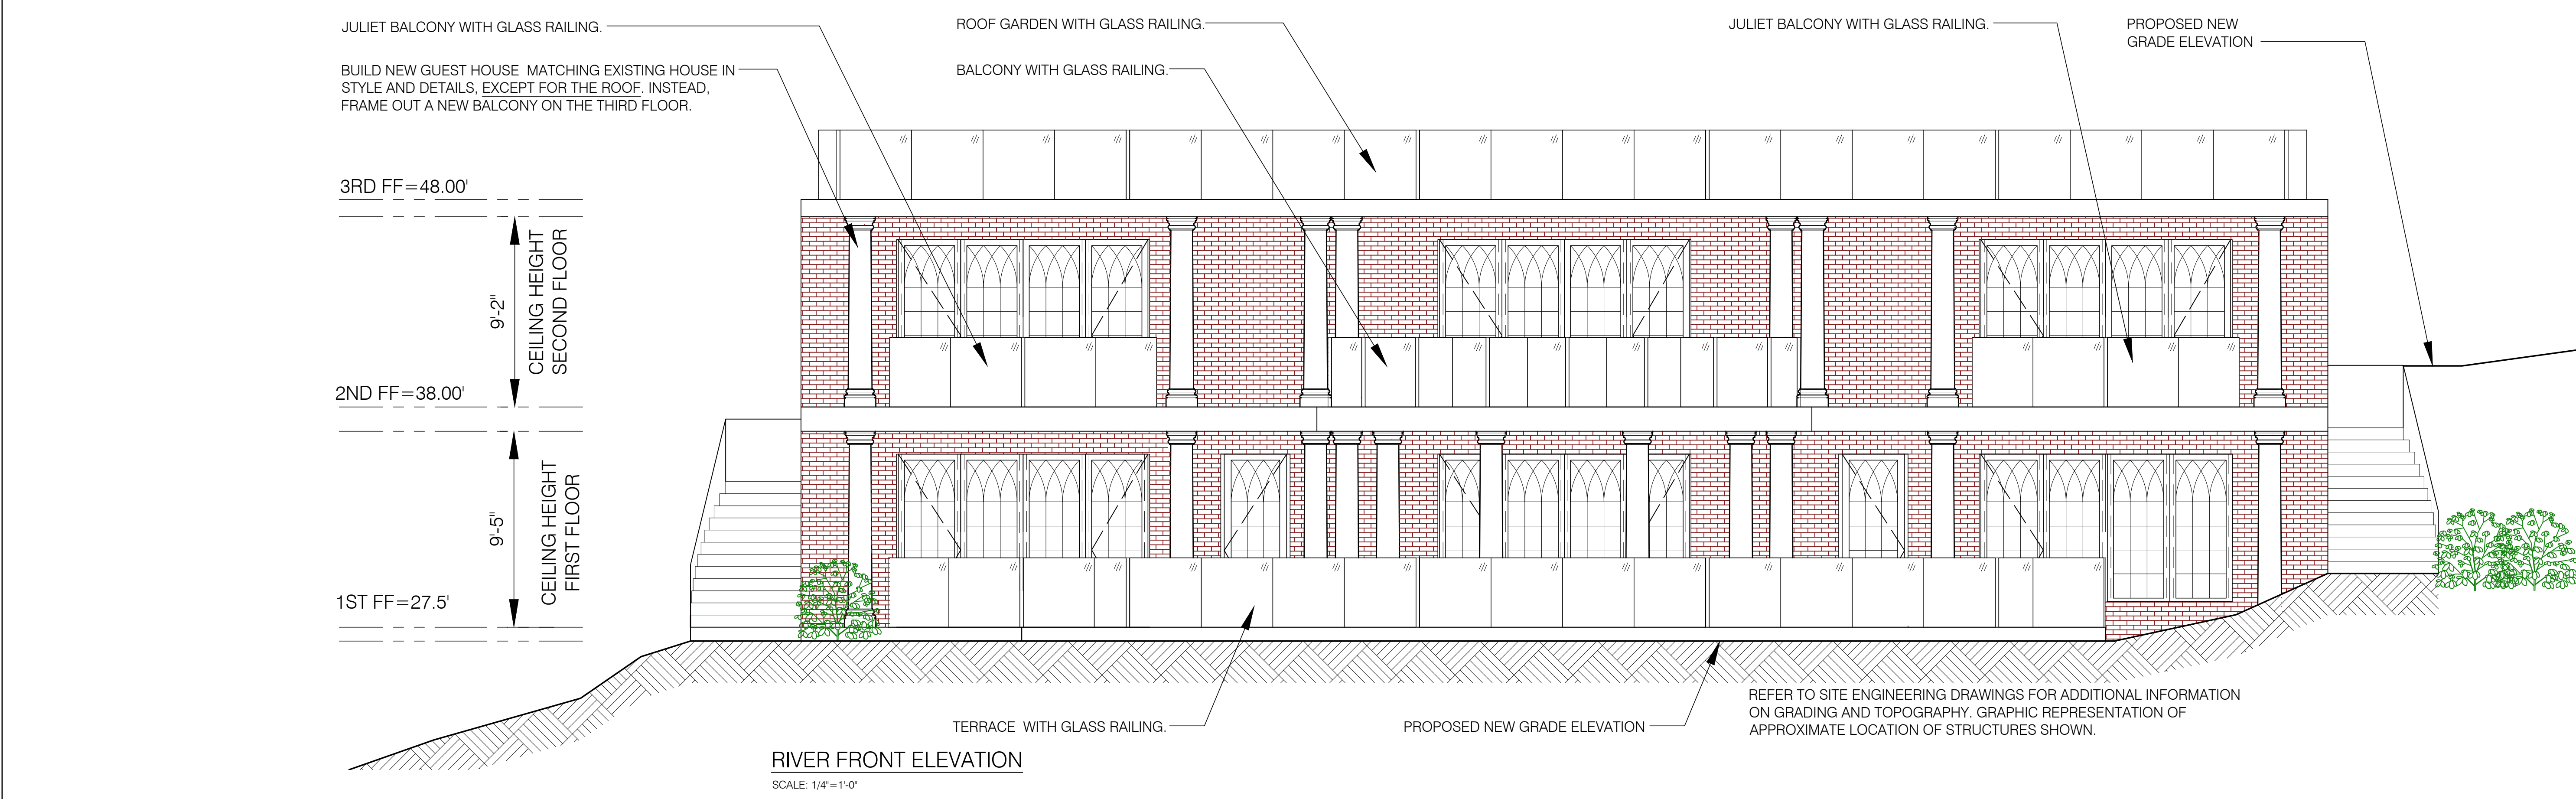 JULIET BALCONY WITH GLASS RAILING.
ROOF GARDEN WITH GLASS RAILING.
JULIET BALCONY WITH GLASS RAILING.
PROPOSED NEW
GRADE ELEVATION
BUILD NEW GUEST HOUSE MATCHING EXISTING HOUSE IN
STYLE AND DETAILS, EXCEPT FOR THE ROOF. INSTEAD,
FRAME OUT A NEW BALCONY ON THE THIRD FLOOR.
BALCONY WITH GLASS RAILING.
3RD FF=48.00'
9'-2"
CEILING HEIGHT
SECOND FLOOR
2ND FF=38.00'
9'-5"
CEILING HEIGHT
FIRST FLOOR
1ST FF=27.5'
TERRACE WITH GLASS RAILING.
PROPOSED NEW GRADE ELEVATION
REFER TO SITE ENGINEERING DRAWINGS FOR ADDITIONAL INFORMATION
ON GRADING AND TOPOGRAPHY. GRAPHIC REPRESENTATION OF
APPROXIMATE LOCATION OF STRUCTURES SHOWN.
RIVER FRONT ELEVATION
SCALE: 1/4"=1'-0"